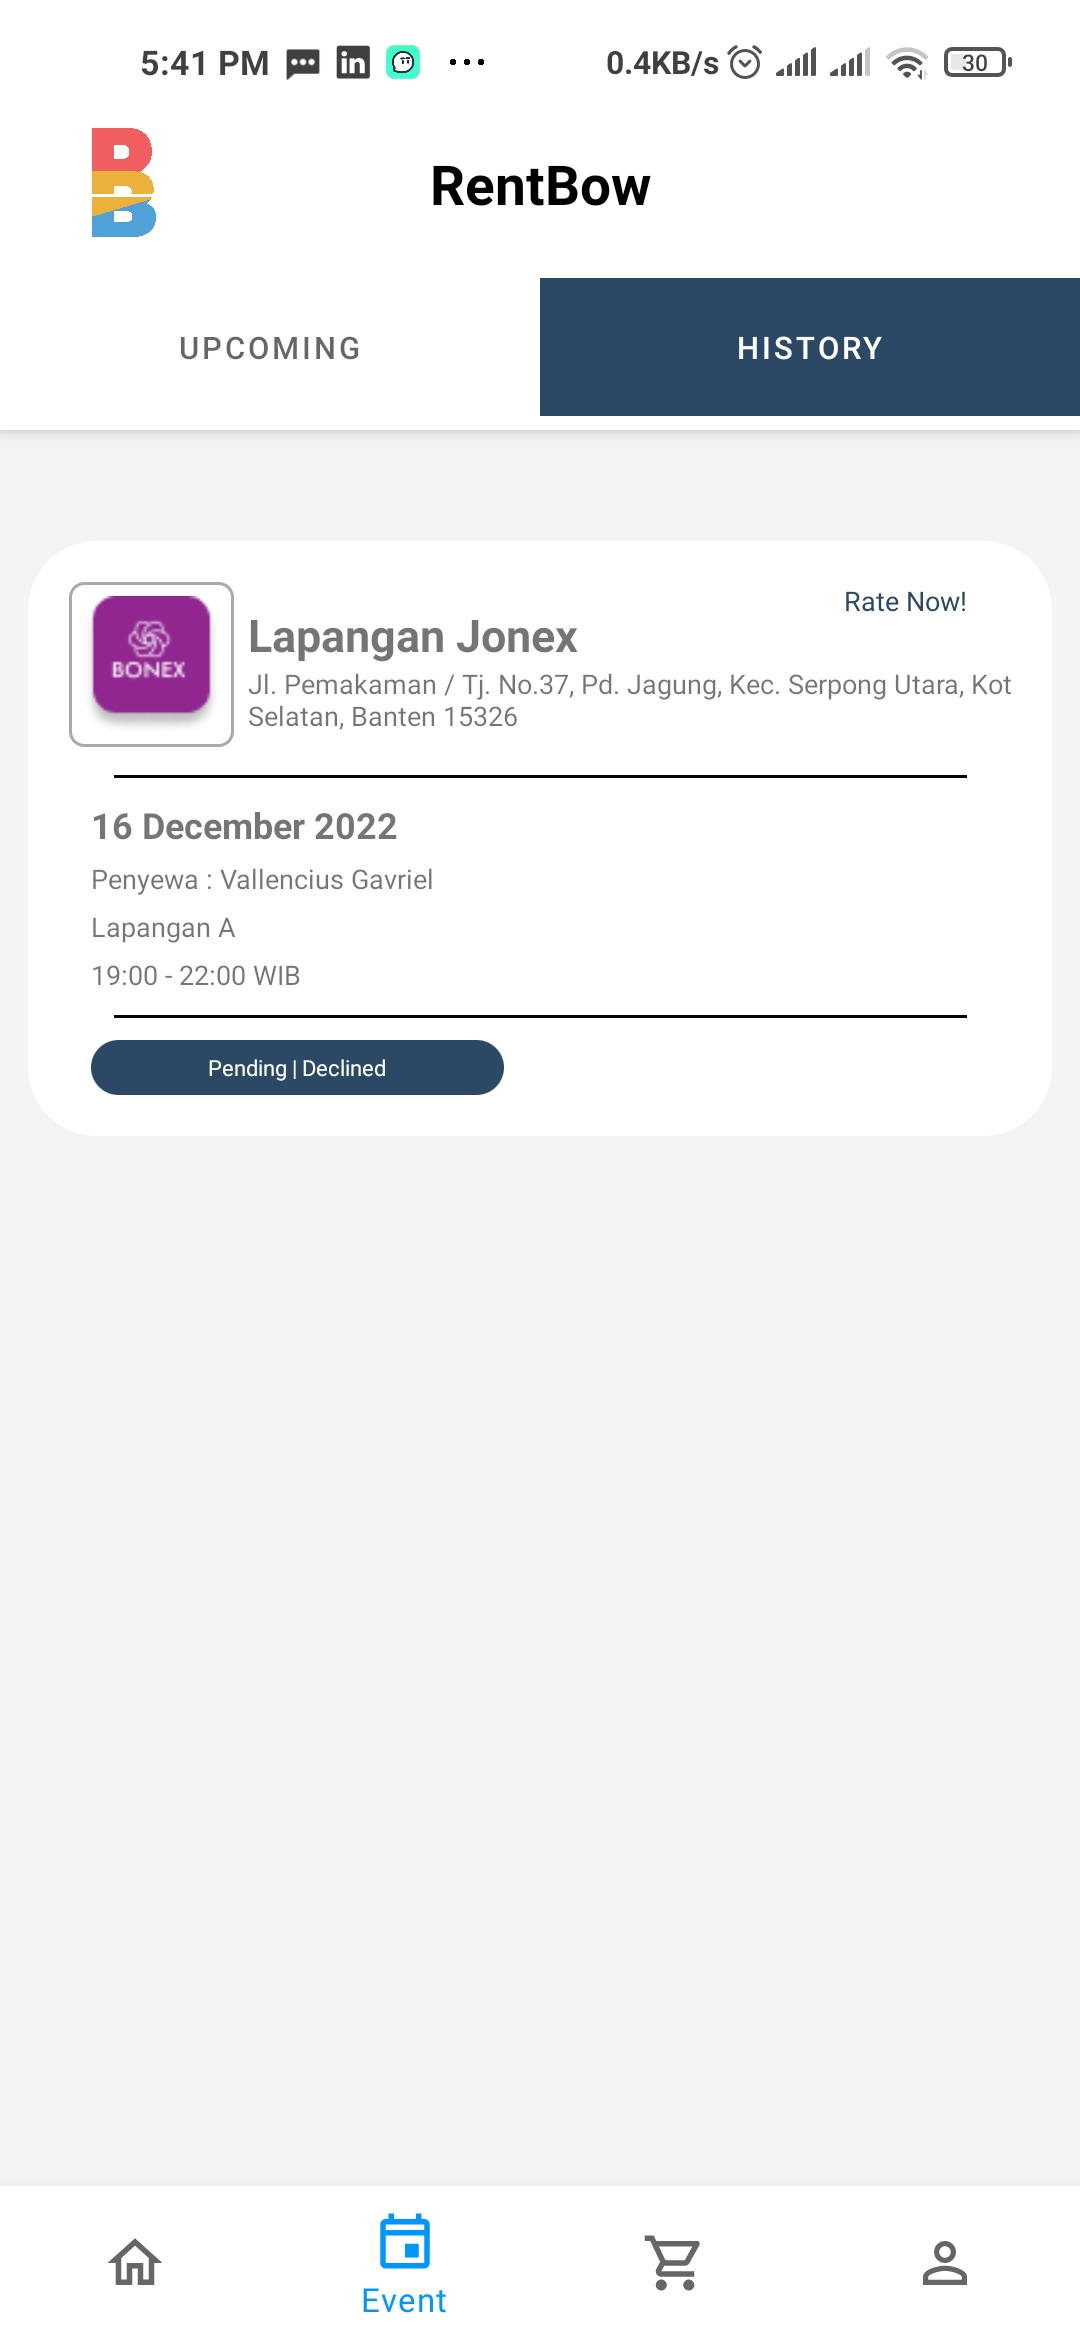 5:41 PM
0.4KB/s
30
RentBow
UPCOMING
HISTORY
Rate Now!
BONEX
Lapangan Jonex
Jl. Pemakaman / Tj. No.37, Pd. Jagung, Kec. Serpong Utara, Kot
Selatan, Banten 15326
16 December 2022
Penyewa : Vallencius Gavriel
Lapangan A
19:00 - 22:00 WIB
Pending | Declined
Event